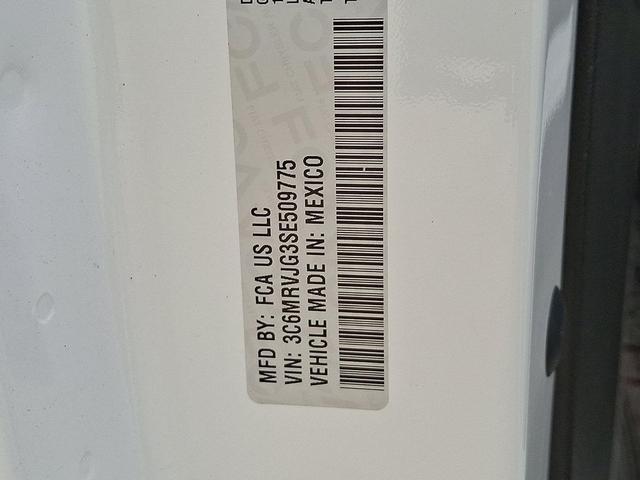 MFD BY: FCA US LLC
VIN: 3C6MRVJG3SE509775
VEHICLE MADE IN: MEXICO